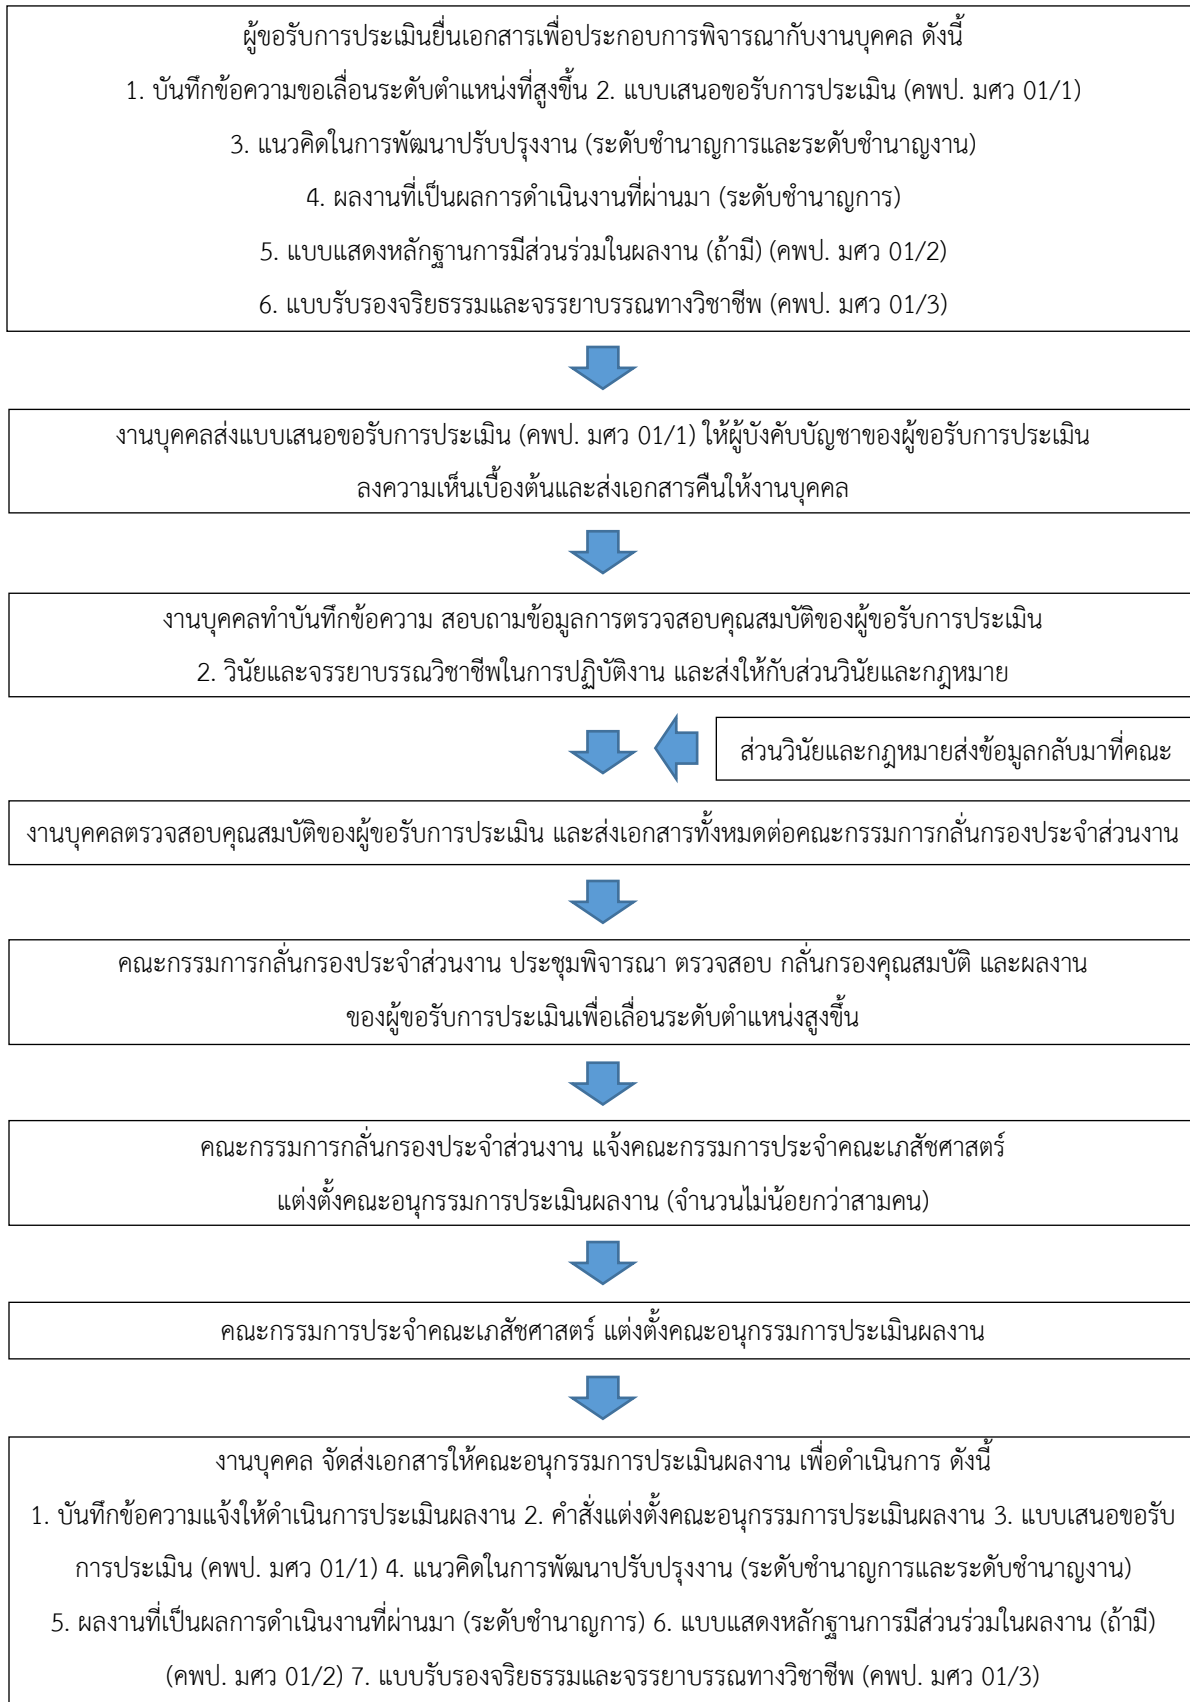 ผู้ขอรับการประเมินยื่นเอกสารเพื่อประกอบการพิจารณากับงานบุคคล ดังนี้
1. บันทึกข้อความขอเลื่อนระดับตำแหน่งที่สูงขึ้น 2. แบบเสนอขอรับการประเมิน (คพป. มศว 01/1)
3. แนวคิดในการพัฒนาปรับปรุงงาน (ระดับชำนาญการและระดับชำนาญงาน)
4. ผลงานที่เป็นผลการดำเนินงานที่ผ่านมา (ระดับชำนาญการ)
5. แบบแสดงหลักฐานการมีส่วนร่วมในผลงาน (ถ้ามี) (คพป. มศว 01/2)
6. แบบรับรองจริยธรรมและจรรยาบรรณทางวิชาชีพ (คพป. มศว 01/3)
งานบุคคลส่งแบบเสนอขอรับการประเมิน (คพป. มศว 01/1) ให้ผู้บังคับบัญชาของผู้ขอรับการประเมิน
ลงความเห็นเบื้องต้นและส่งเอกสารคืนให้งานบุคคล
งานบุคคลทำบันทึกข้อความ สอบถามข้อมูลการตรวจสอบคุณสมบัติของผู้ขอรับการประเมิน
2. วินัยและจรรยาบรรณวิชาชีพในการปฏิบัติงาน และส่งให้กับส่วนวินัยและกฎหมาย
ส่วนวินัยและกฎหมายส่งข้อมูลกลับมาที่คณะ
งานบุคคลตรวจสอบคุณสมบัติของผู้ขอรับการประเมิน และส่งเอกสารทั้งหมดต่อคณะกรรมการกลั่นกรองประจำส่วนงาน
คณะกรรมการกลั่นกรองประจำส่วนงาน ประชุมพิจารณา ตรวจสอบ กลั่นกรองคุณสมบัติ และผลงาน
ของผู้ขอรับการประเมินเพื่อเลื่อนระดับตำแหน่งสูงขึ้น
คณะกรรมการกลั่นกรองประจำส่วนงาน แจ้งคณะกรรมการประจำคณะเภสัชศาสตร์
แต่งตั้งคณะอนุกรรมการประเมินผลงาน (จำนวนไม่น้อยกว่าสามคน)
คณะกรรมการประจำคณะเภสัชศาสตร์ แต่งตั้งคณะอนุกรรมการประเมินผลงาน
งานบุคคล จัดส่งเอกสารให้คณะอนุกรรมการประเมินผลงาน เพื่อดำเนินการ ดังนี้
1. บันทึกข้อความแจ้งให้ดำเนินการประเมินผลงาน 2. คำสั่งแต่งตั้งคณะอนุกรรมการประเมินผลงาน 3. แบบเสนอขอรับ
การประเมิน (คพป. มศว 01/1) 4. แนวคิดในการพัฒนาปรับปรุงงาน (ระดับชำนาญการและระดับชำนาญงาน)
5. ผลงานที่เป็นผลการดำเนินงานที่ผ่านมา (ระดับชำนาญการ) 6. แบบแสดงหลักฐานการมีส่วนร่วมในผลงาน (ถ้ามี)
(คพป. มศว 01/2) 7. แบบรับรองจริยธรรมและจรรยาบรรณทางวิชาชีพ (คพป. มศว 01/3)